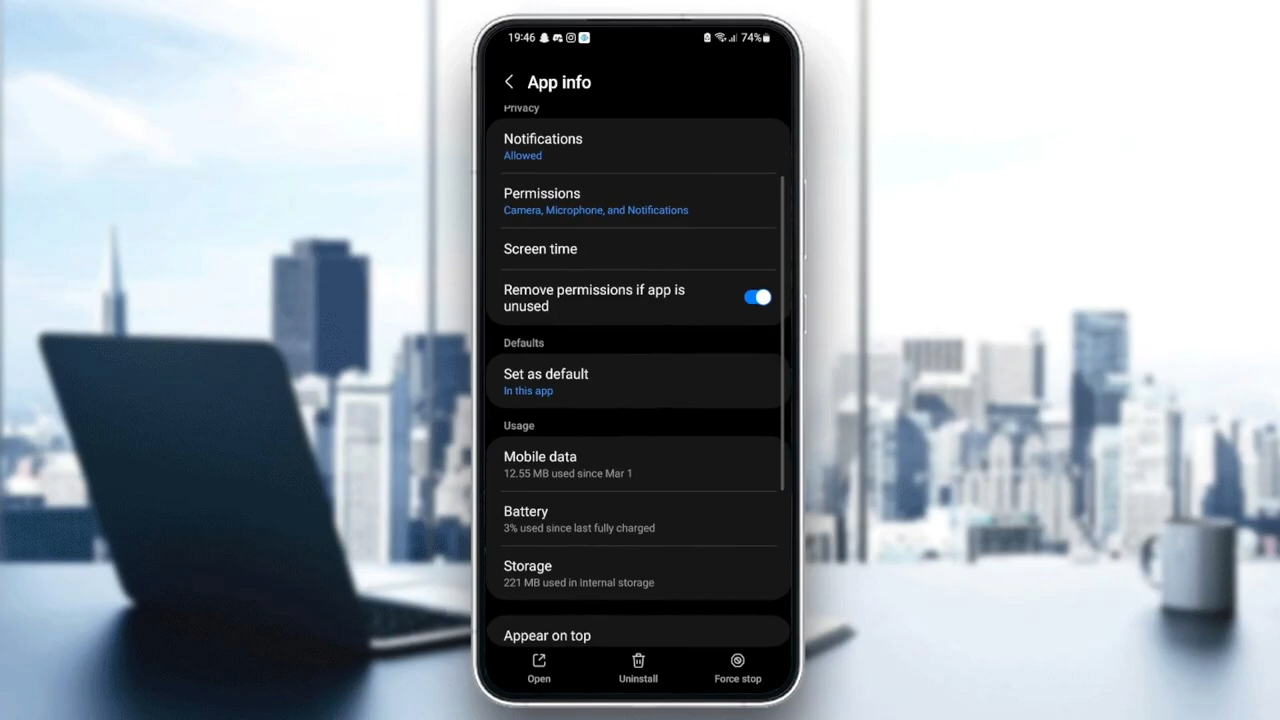 19:46 74%
App info
Privacy
Notifications
Allowed
Permissions
Camera, Microphone, and Notifications
Screen time
Remove permissions if app is
unused
Defaults
Set as default
In this app
Usage
Mobile data
12.55 MB used since Mar 1
Battery
3% used since last fully charged
Storage
221 MB used in Internal storage
Appear on top
Open Uninstall Force stop